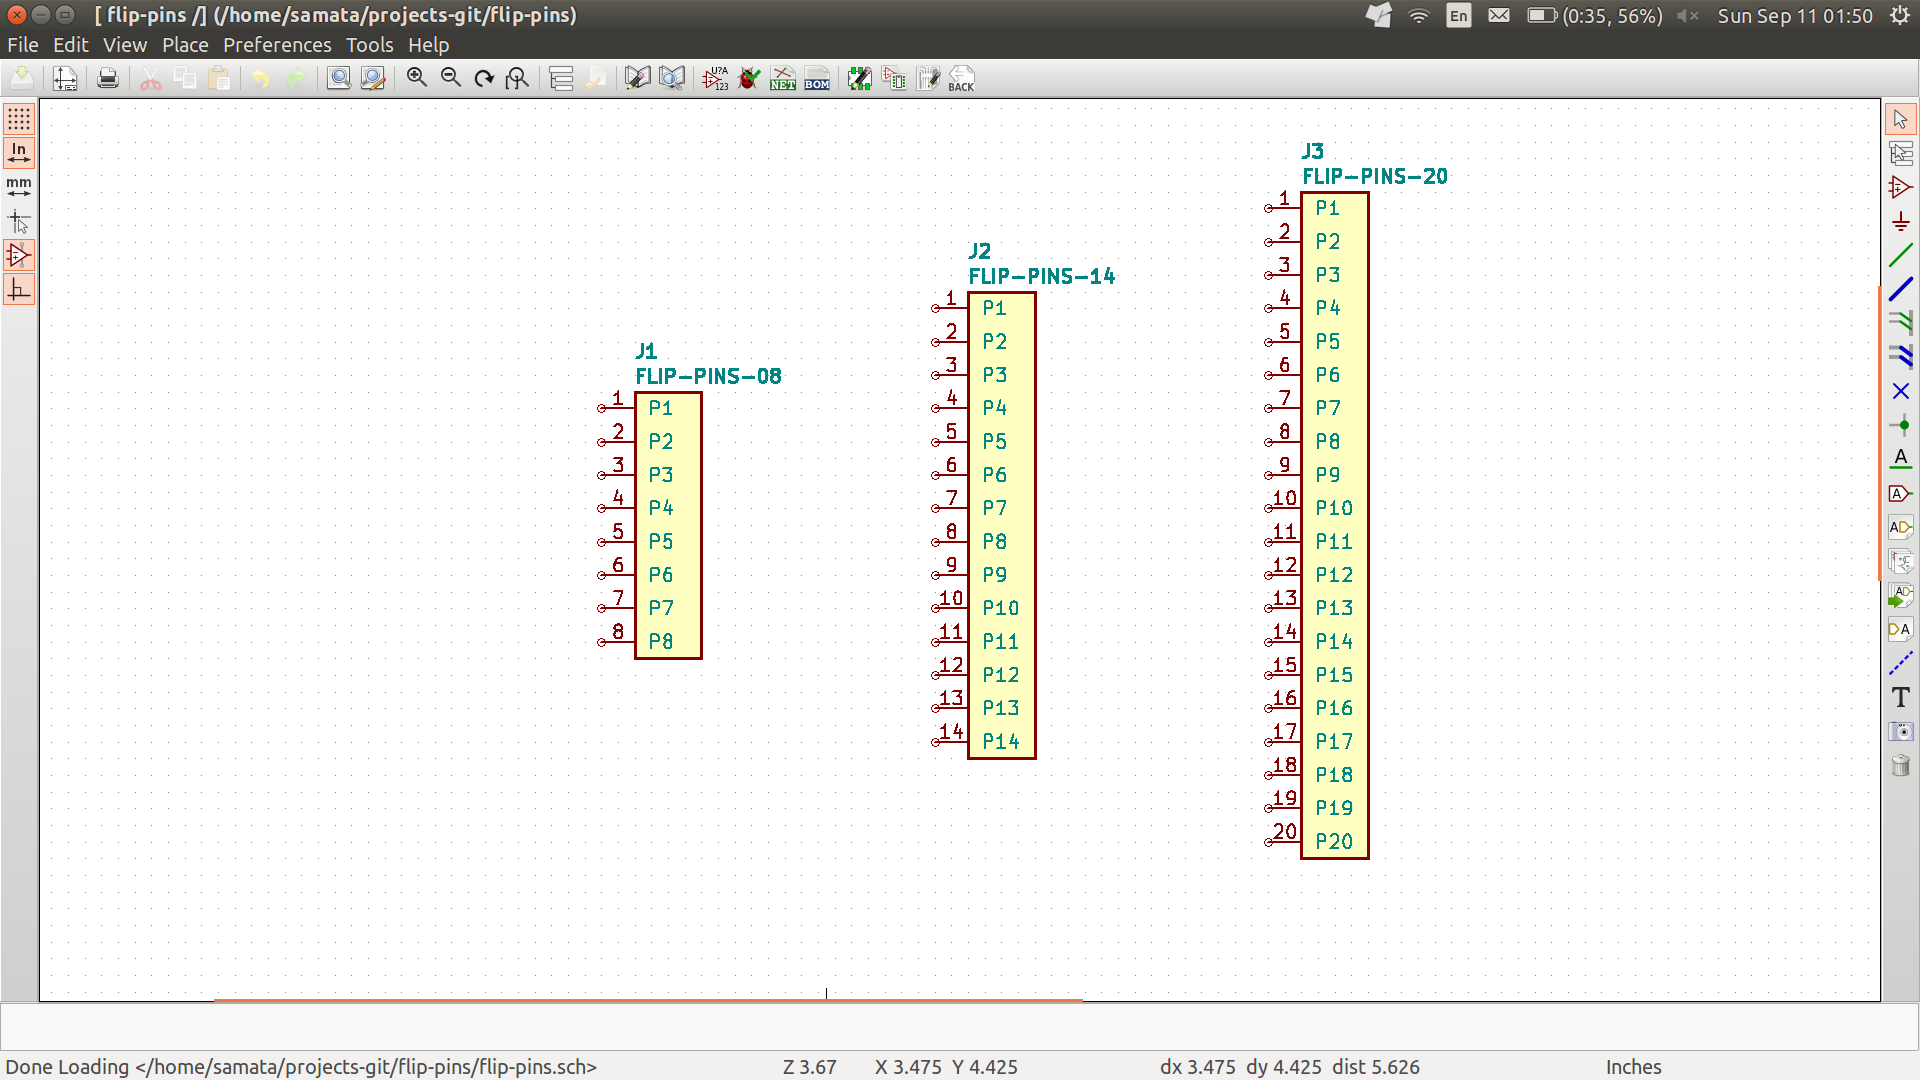 [ flip-pins /] (/home/samata/projects-git/flip-pins)
En
(0:35, 56%)
Sun Sep 11 01:50
File Edit View Place Preferences Tools Help
U?A
123
NET
BOM
BACK
In
mm
J1
FLIP-PINS-08
1 P1
2 P2
3 P3
4 P4
5 P5
6 P6
7 P7
8 P8
J2
FLIP-PINS-14
1 P1
2 P2
3 P3
4 P4
5 P5
6 P6
7 P7
8 P8
9 P9
10 P10
11 P11
12 P12
13 P13
14 P14
J3
FLIP-PINS-20
1 P1
2 P2
3 P3
4 P4
5 P5
6 P6
7 P7
8 P8
9 P9
10 P10
11 P11
12 P12
13 P13
14 P14
15 P15
16 P16
17 P17
18 P18
19 P19
20 P20
A
A
AD
AD
A
T
Done Loading </home/samata/projects-git/flip-pins/flip-pins.sch>
Z 3.67
X 3.475 Y 4.425
dx 3.475 dy 4.425 dist 5.626
Inches